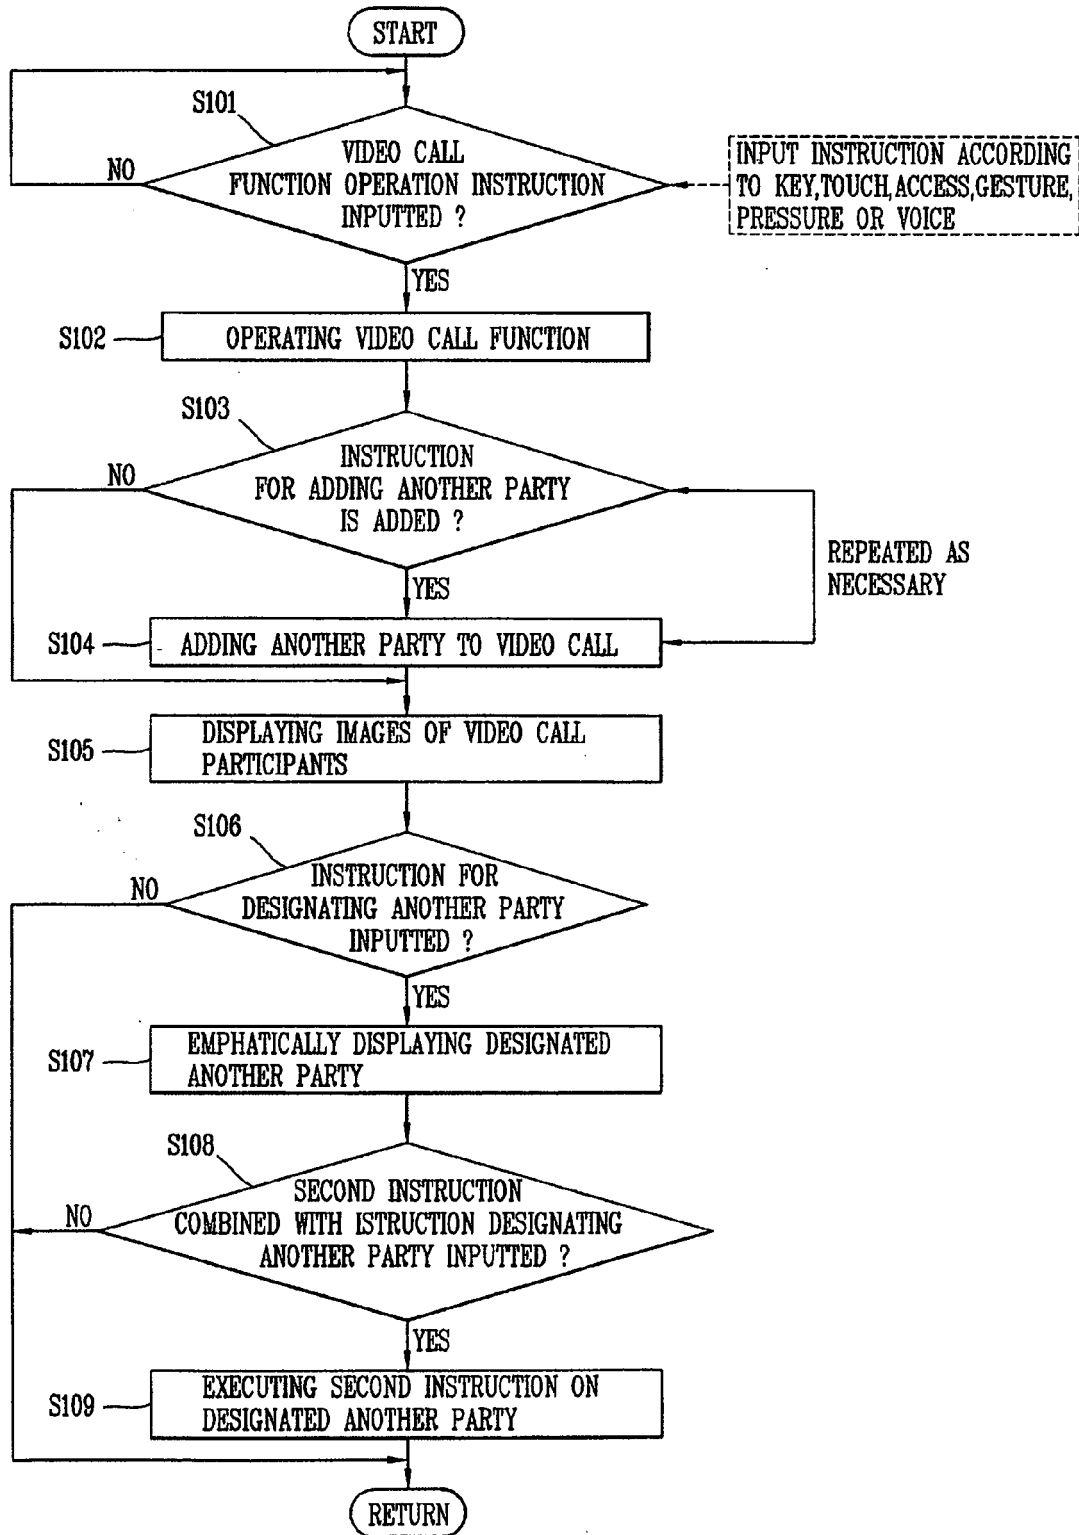 START
S101
VIDEO CALL
FUNCTION OPERATION INSTRUCTION
INPUTTED ?
NO
INPUT INSTRUCTION ACCORDING
TO KEY,TOUCH,ACCESS,GESTURE,
PRESSURE OR VOICE
YES
S102
OPERATING VIDEO CALL FUNCTION
S103
INSTRUCTION
FOR ADDING ANOTHER PARTY
IS ADDED ?
NO
REPEATED AS
NECESSARY
YES
S104
ADDING ANOTHER PARTY TO VIDEO CALL
S105
DISPLAYING IMAGES OF VIDEO CALL
PARTICIPANTS
S106
INSTRUCTION FOR
DESIGNATING ANOTHER PARTY
INPUTTED ?
NO
YES
S107
EMPHATICALLY DISPLAYING DESIGNATED
ANOTHER PARTY
S108
SECOND INSTRUCTION
COMBINED WITH ISTRUCTION DESIGNATING
ANOTHER PARTY INPUTTED ?
NO
YES
S109
EXECUTING SECOND INSTRUCTION ON
DESIGNATED ANOTHER PARTY
RETURN